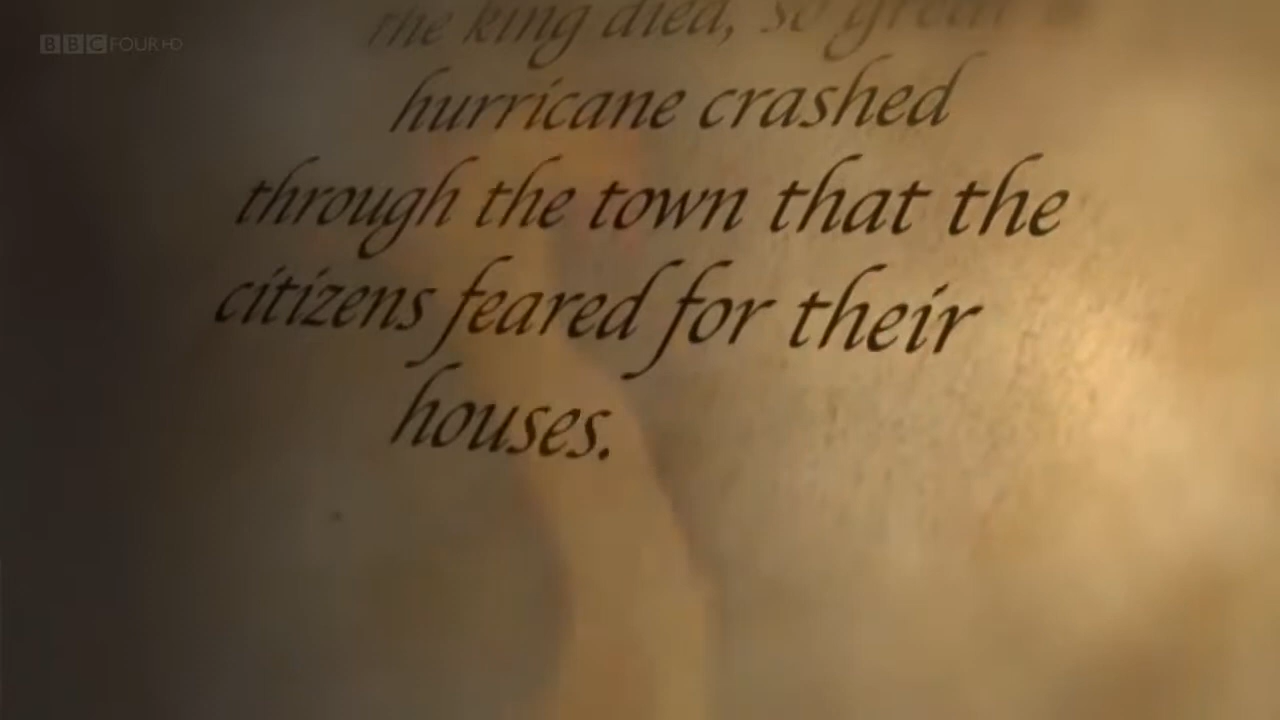 BBC FOUR HD
The king died, so great a
hurricane crashed
through the town that the
citizens feared for their
houses.